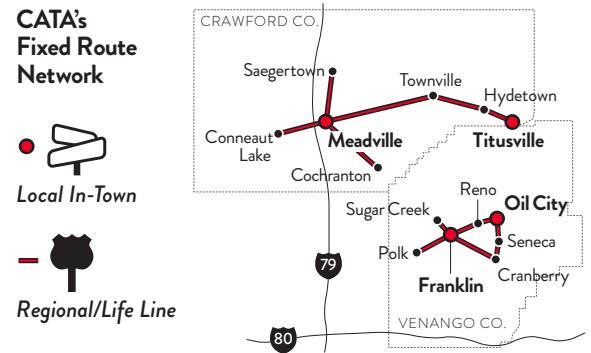 CATA's
Fixed Route
Network
Local In-Town
Regional/Life Line
CRAWFORD CO.
Saegertown
Townville
Hydetown
Conneaut
Lake
Meadville
Titusville
Cochranton
Reno
Sugar Creek
Oil City
Polk
Seneca
Cranberry
Franklin
79
VENANGO CO.
80